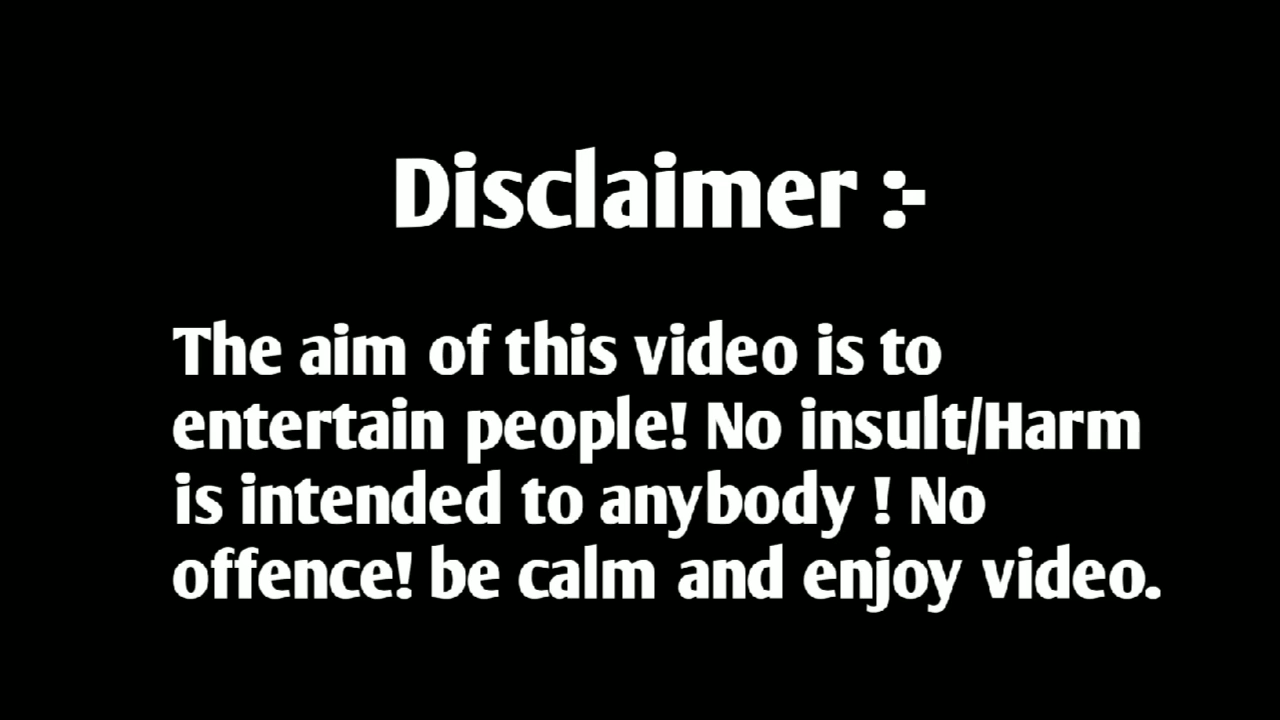 Disclaimer :-
The aim of this video is to
entertain people! No insult/Harm
is intended to anybody ! No
offence! be calm and enjoy video.